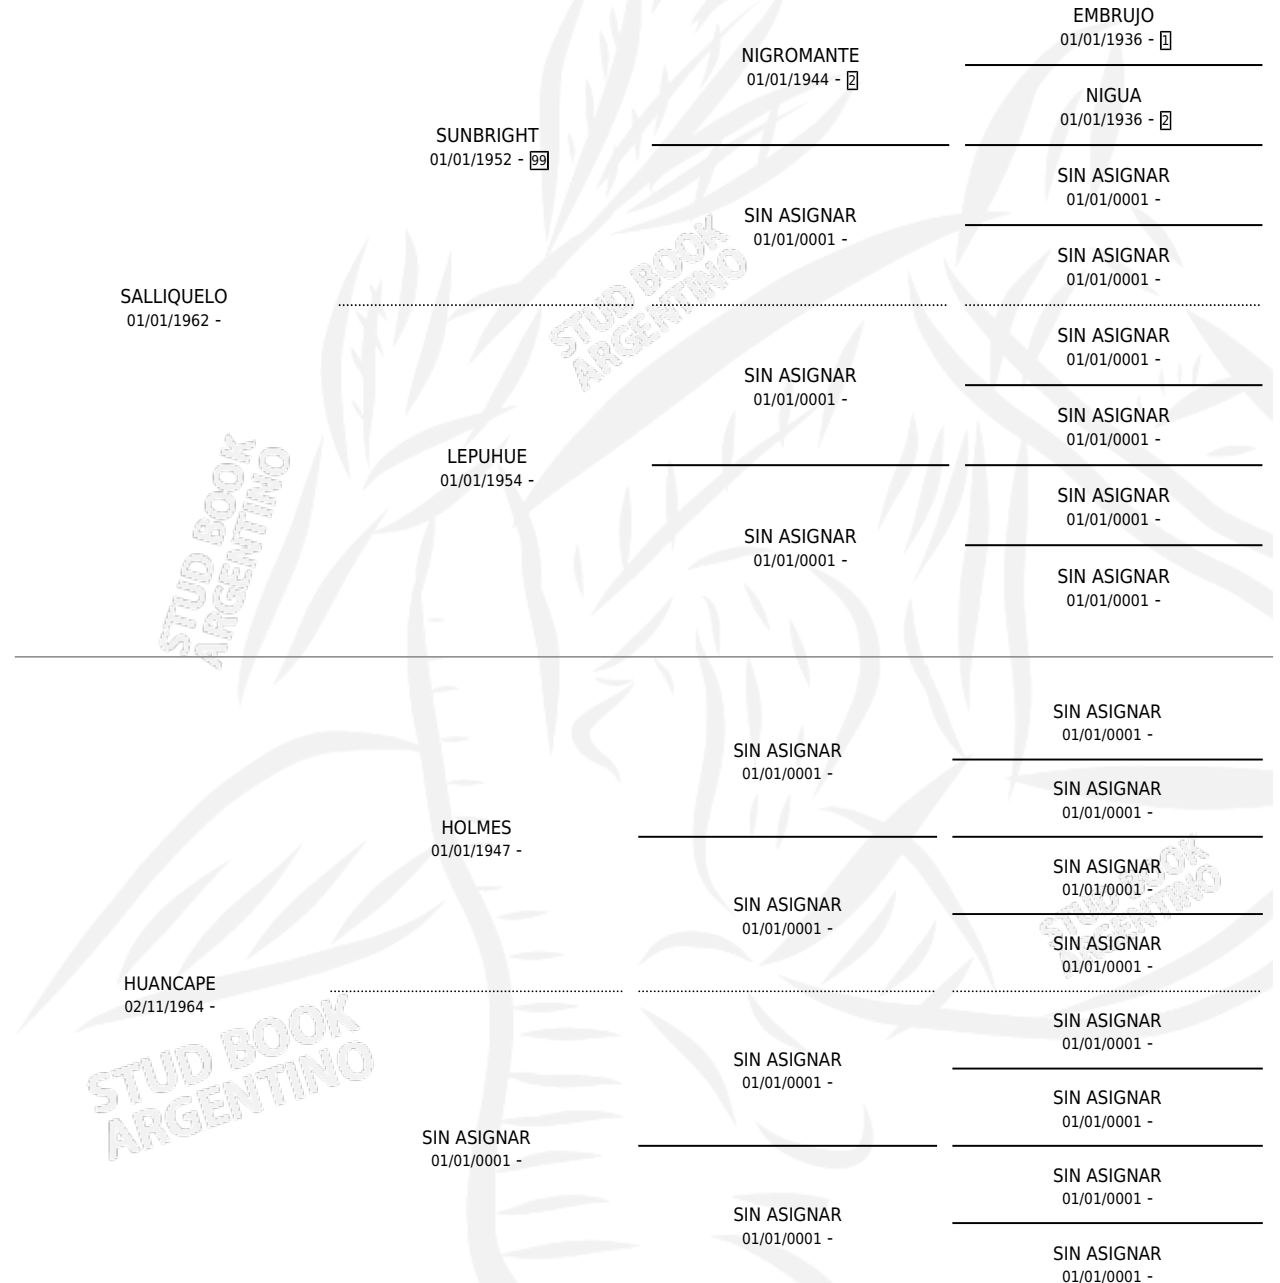 EMBRUJO
01/01/1936 - 1
NIGROMANTE
01/01/1944 - 2
NIGUA
01/01/1936 - 2
SUNBRIGHT
01/01/1952 - 99
SIN ASIGNAR
01/01/0001 -
SIN ASIGNAR
01/01/0001 -
SIN ASIGNAR
01/01/0001 -
STUD BOOK
ARGENTINO
SALLIQUELO
01/01/1962 -
SIN ASIGNAR
01/01/0001 -
SIN ASIGNAR
01/01/0001 -
SIN ASIGNAR
01/01/0001 -
LEPUHUE
01/01/1954 -
SIN ASIGNAR
01/01/0001 -
SIN ASIGNAR
01/01/0001 -
SIN ASIGNAR
01/01/0001 -
STUD BOOK
ARGENTINO
SIN ASIGNAR
01/01/0001 -
SIN ASIGNAR
01/01/0001 -
SIN ASIGNAR
01/01/0001 -
HOLMES
01/01/1947 -
SIN ASIGNAR
01/01/0001 -
SIN ASIGNAR
01/01/0001 -
SIN ASIGNAR
01/01/0001 -
STUD BOOK
ARGENTINO
HUANCAPE
02/11/1964 -
SIN ASIGNAR
01/01/0001 -
SIN ASIGNAR
01/01/0001 -
SIN ASIGNAR
01/01/0001 -
STUD BOOK
ARGENTINO
SIN ASIGNAR
01/01/0001 -
SIN ASIGNAR
01/01/0001 -
SIN ASIGNAR
01/01/0001 -
SIN ASIGNAR
01/01/0001 -